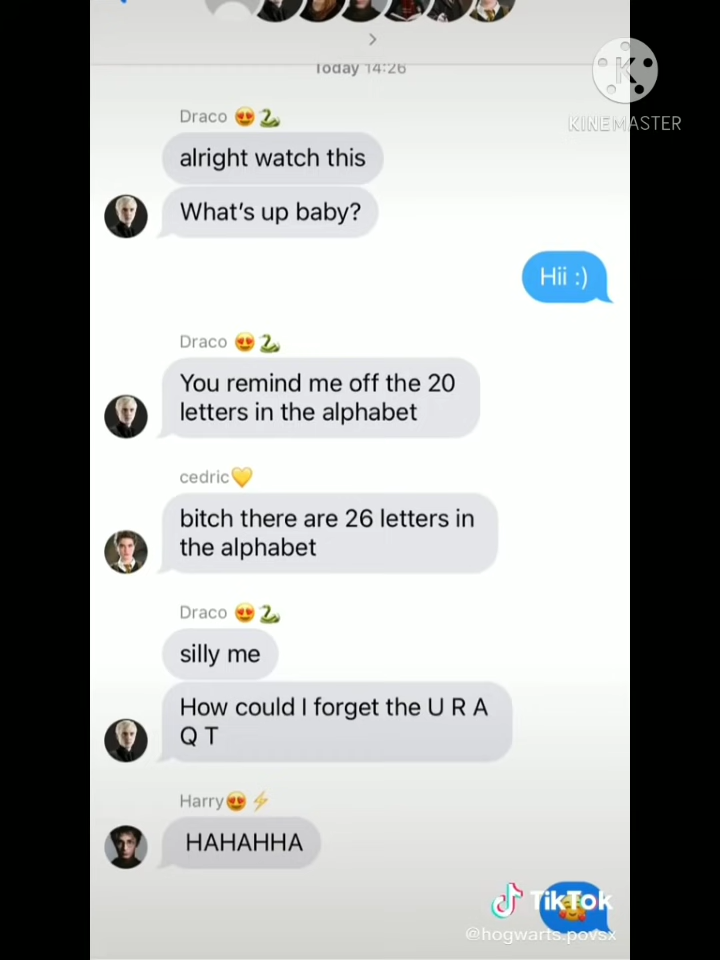 Today 14:26
KINEMASTER
Draco 😍🐍
alright watch this
What's up baby?
Hii :)
Draco 😍🐍
You remind me off the 20
letters in the alphabet
cedric💛
bitch there are 26 letters in
the alphabet
Draco 😍🐍
silly me
How could I forget the U R A
Q T
Harry😍⚡
HAHAHHA
TikTok
@hogwarts.povsx